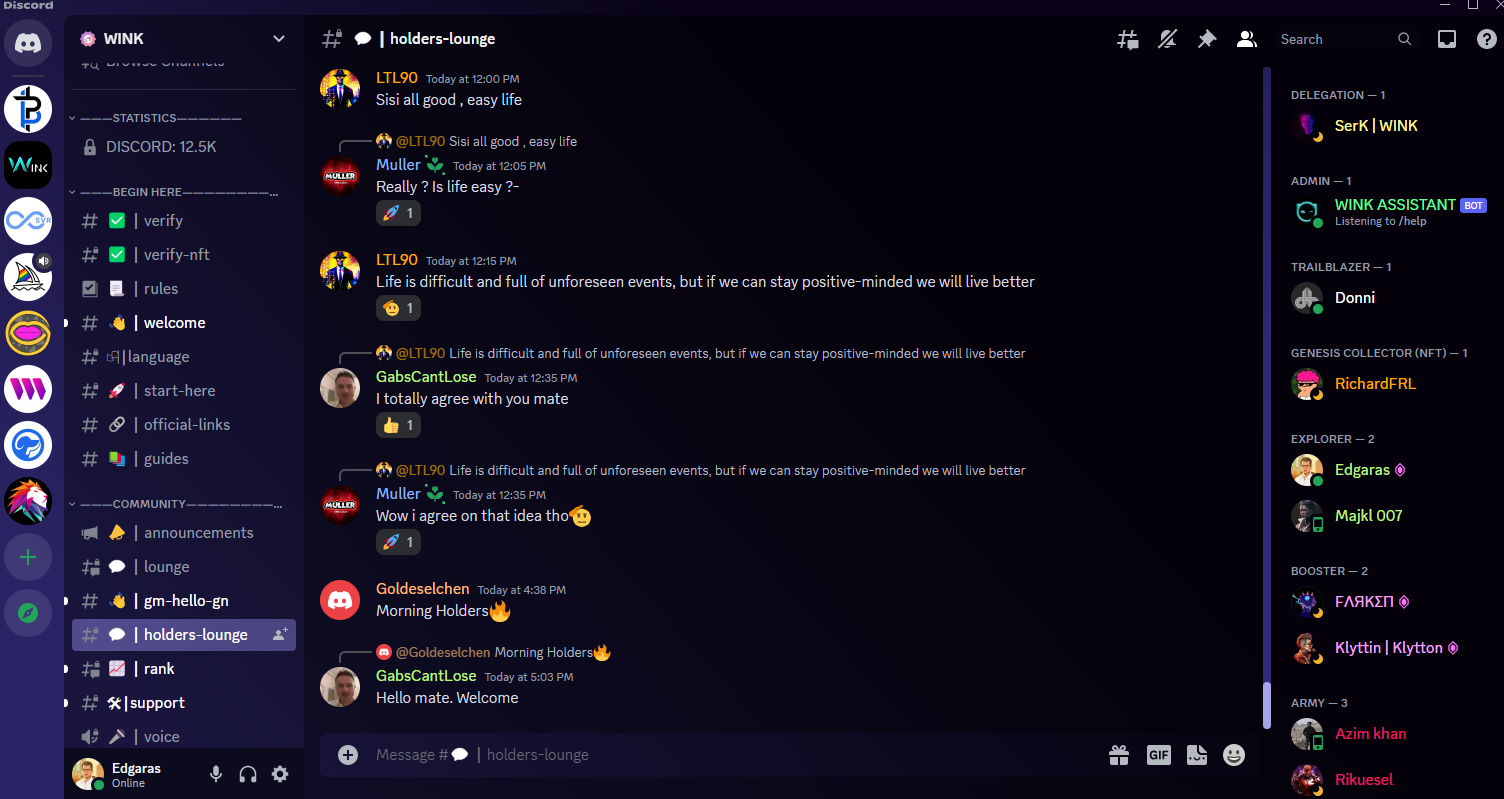 Discord
WINK
Browse Channels
———STATISTICS——————
DISCORD: 12.5K
———BEGIN HERE————————...
✅ | verify
✅ | verify-nft
📃 | rules
👋 | welcome
|language
🚀 | start-here
🔗 | official-links
📚 | guides
———COMMUNITY————————...
📣 | announcements
💬 | lounge
👋 | gm-hello-gn
💬 | holders-lounge
📈 | rank
🛠|support
🎤 | voice
Edgaras
Online
💬 | holders-lounge
Search
LTL90 Today at 12:00 PM
Sisi all good , easy life
@LTL90 Sisi all good , easy life
Muller Today at 12:05 PM
Really ? Is life easy ?-
🚀 1
LTL90 Today at 12:15 PM
Life is difficult and full of unforeseen events, but if we can stay positive-minded we will live better
🫡 1
@LTL90 Life is difficult and full of unforeseen events, but if we can stay positive-minded we will live better
GabsCantLose Today at 12:35 PM
I totally agree with you mate
👍 1
@LTL90 Life is difficult and full of unforeseen events, but if we can stay positive-minded we will live better
Muller Today at 12:35 PM
Wow i agree on that idea tho🫡
🚀 1
Goldeselchen Today at 4:38 PM
Morning Holders🔥
@Goldeselchen Morning Holders🔥
GabsCantLose Today at 5:03 PM
Hello mate. Welcome
Message #💬 | holders-lounge
GIF
DELEGATION — 1
SerK | WINK
ADMIN — 1
WINK ASSISTANT BOT
Listening to /help
TRAILBLAZER — 1
Donni
GENESIS COLLECTOR (NFT) — 1
RichardFRL
EXPLORER — 2
Edgaras
Majkl 007
BOOSTER — 2
FΛЯKΣП
Klyttin | Klytton
ARMY — 3
Azim khan
Rikuesel
WINK
SYR
MULLER
MULLER